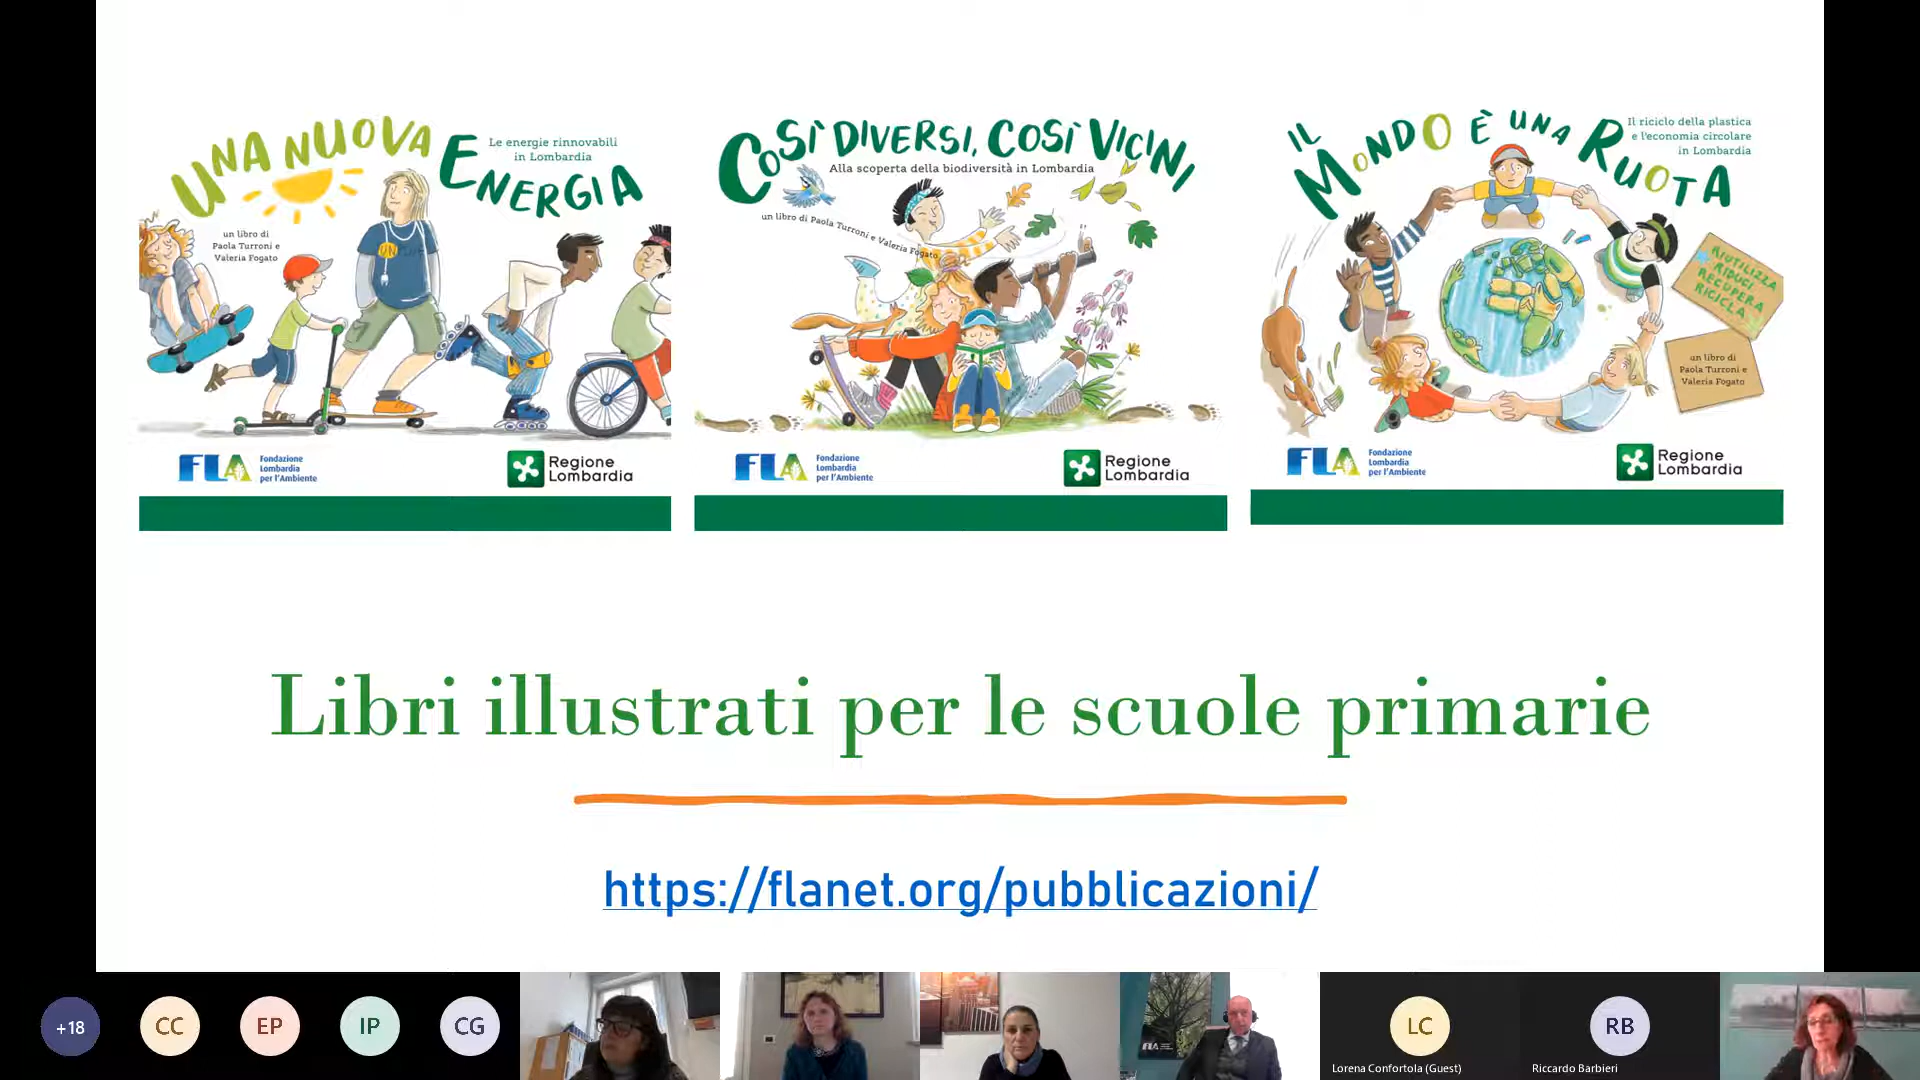 UNA NUOVA ENERGIA
Le energie rinnovabili
in Lombardia
un libro di
Paola Turroni e
Valeria Fogato
FLA
Fondazione
Lombardia
per l'Ambiente
Regione
Lombardia
COSÌ DIVERSI, COSÌ VICINI
Alla scoperta della biodiversità in Lombardia
un libro di Paola Turroni e Valeria Fogato
FLA
Fondazione
Lombardia
per l'Ambiente
Regione
Lombardia
IL MONDO È UNA RUOTA
Il riciclo della plastica
e l'economia circolare
in Lombardia
RIUTILIZZA
RIDUCI
RECUPERA
RICICLA
un libro di
Paola Turroni e
Valeria Fogato
FLA
Fondazione
Lombardia
per l'Ambiente
Regione
Lombardia
Libri illustrati per le scuole primarie
https://flanet.org/pubblicazioni/
+18
CC
EP
IP
CG
FLA
LC
Lorena Confortola (Guest)
RB
Riccardo Barbieri